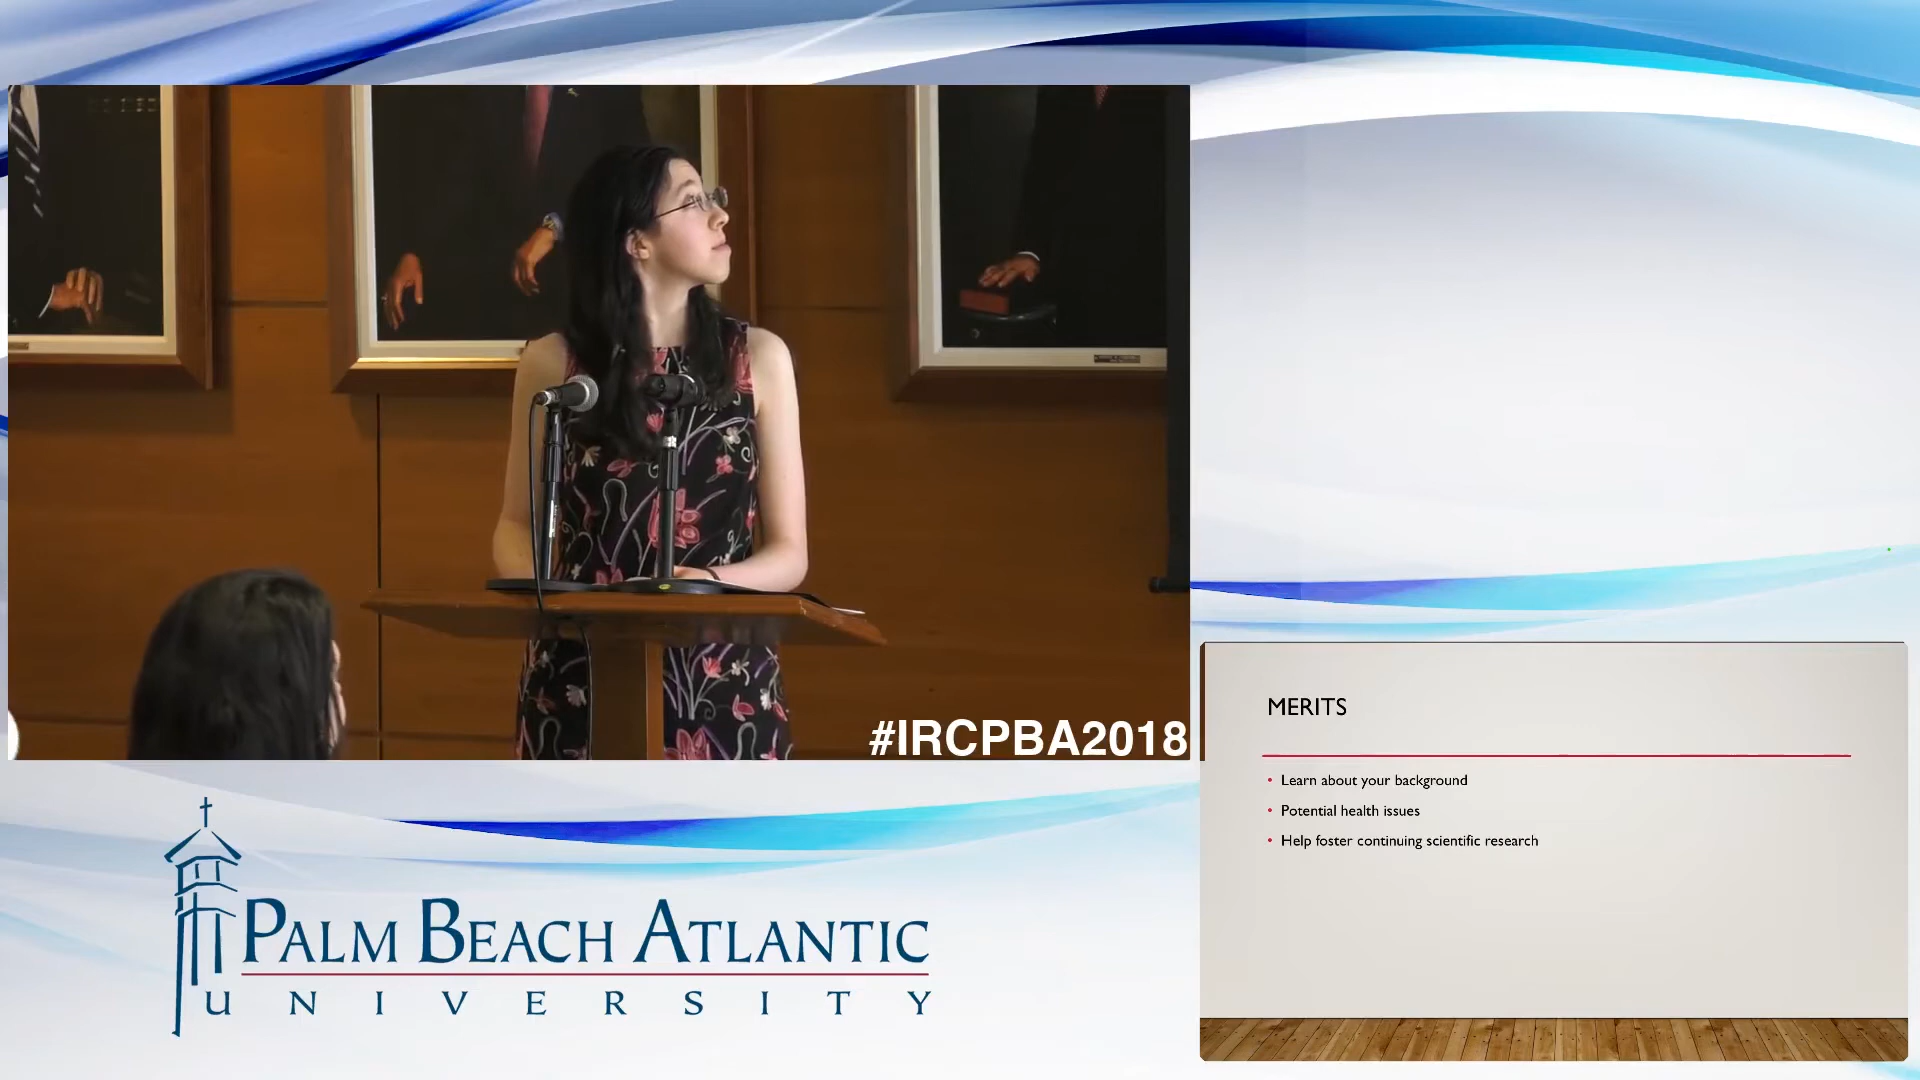 #IRCPBA2018
MERITS
• Learn about your background
• Potential health issues
• Help foster continuing scientific research
PALM BEACH ATLANTIC
UNIVERSITY